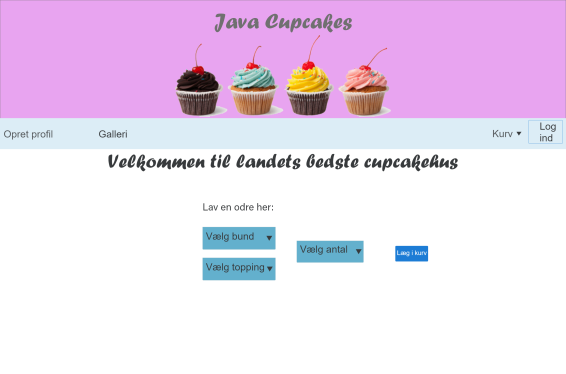 Java Cupcakes
Opret profil
Galleri
Kurv
Log
ind
Velkommen til landets bedste cupcakehus
Lav en odre her:
Vælg bund
Vælg antal
Læg i kurv
Vælg topping